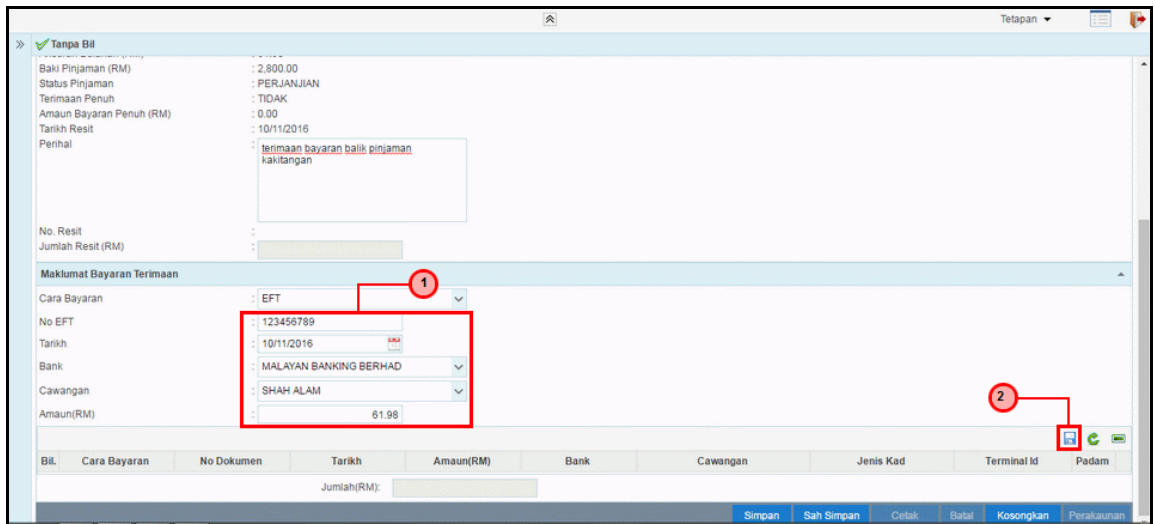 Tetapan
Tanpa Bil
Baki Pinjaman (RM) : 2,800.00
Status Pinjaman : PERJANJIAN
Terimaan Penuh : TIDAK
Amaun Bayaran Penuh (RM) : 0.00
Tarikh Resit : 10/11/2016
Perihal : terimaan bayaran balik pinjaman
kakitangan
No. Resit :
Jumlah Resit (RM) :
Maklumat Bayaran Terimaan
1
Cara Bayaran : EFT
No EFT : 123456789
Tarikh : 10/11/2016
Bank : MALAYAN BANKING BERHAD
Cawangan : SHAH ALAM
2
Amaun(RM) : 61.98
Bil. Cara Bayaran No Dokumen Tarikh Amaun(RM) Bank Cawangan Jenis Kad Terminal Id Padam
Jumlah(RM):
Simpan Sah Simpan Cetak Batal Kosongkan Perakaunan